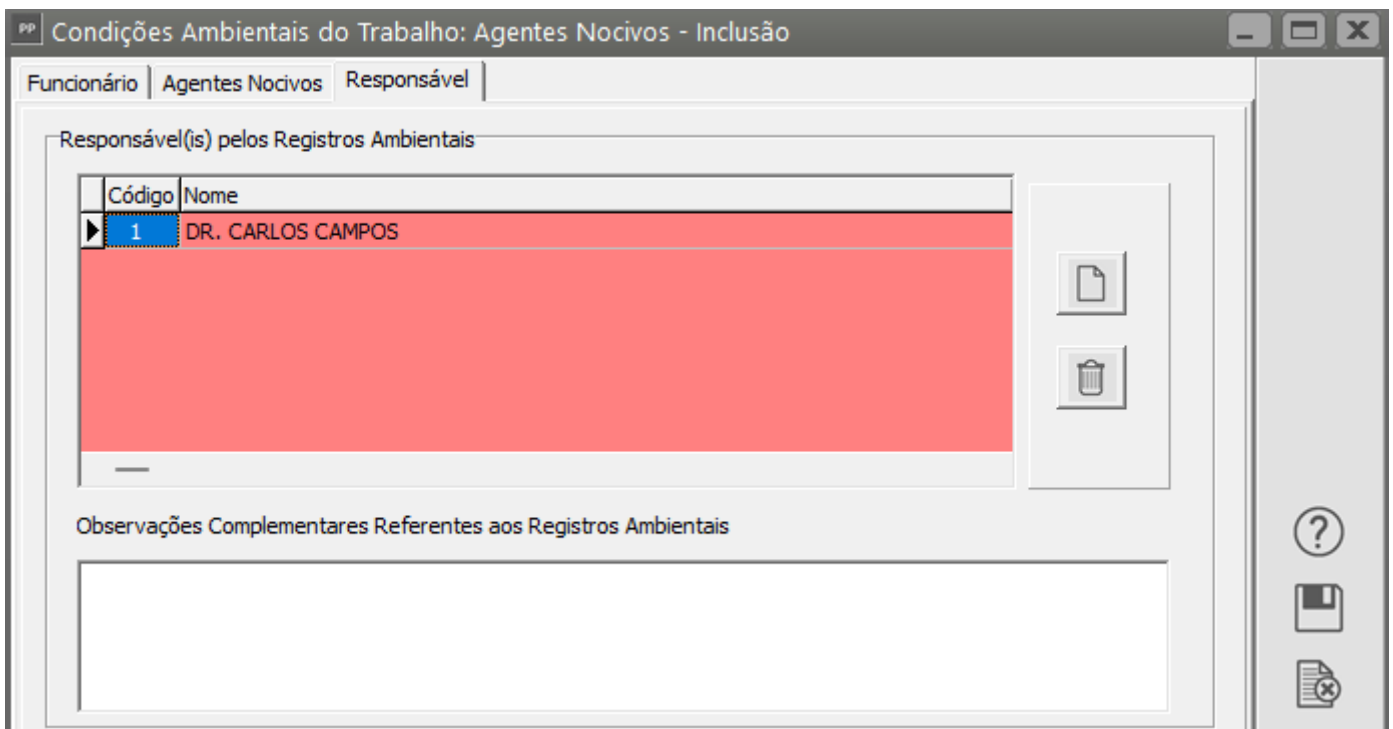 PP Condições Ambientais do Trabalho: Agentes Nocivos - Inclusão
Funcionário Agentes Nocivos Responsável
Responsável(is) pelos Registros Ambientais
Código Nome
1 DR. CARLOS CAMPOS
Observações Complementares Referentes aos Registros Ambientais